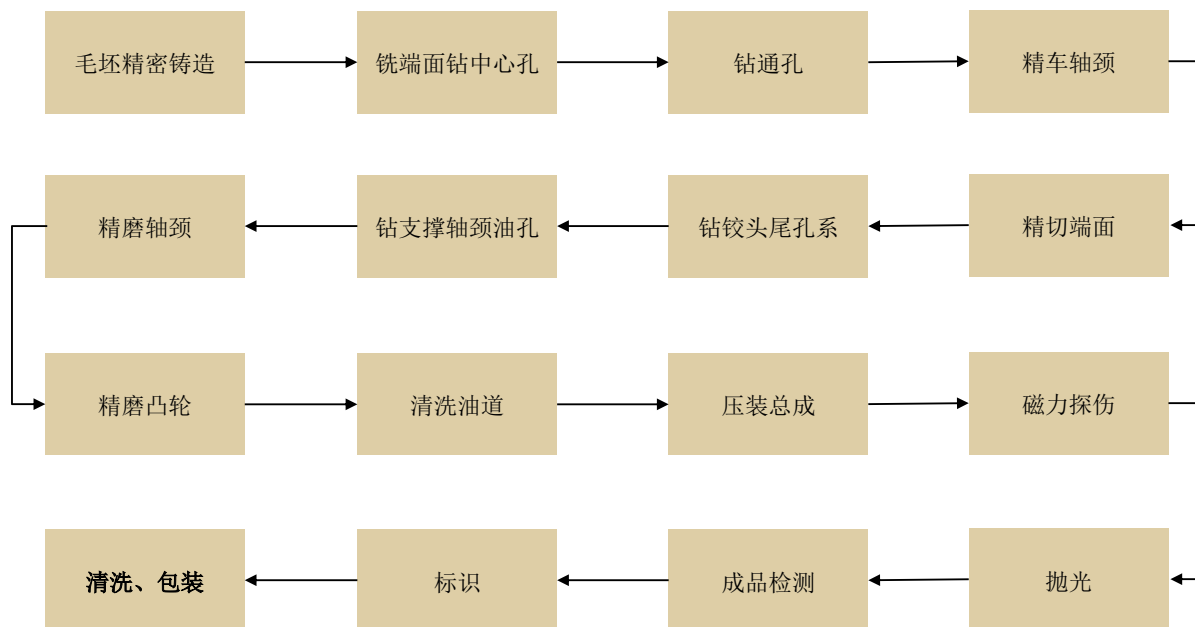 毛坯精密铸造
铣端面钻中心孔
钻通孔
精车轴颈
精切端面
钻铰头尾孔系
钻支撑轴颈油孔
精磨轴颈
精磨凸轮
清洗油道
压装总成
磁力探伤
抛光
成品检测
标识
清洗、包装